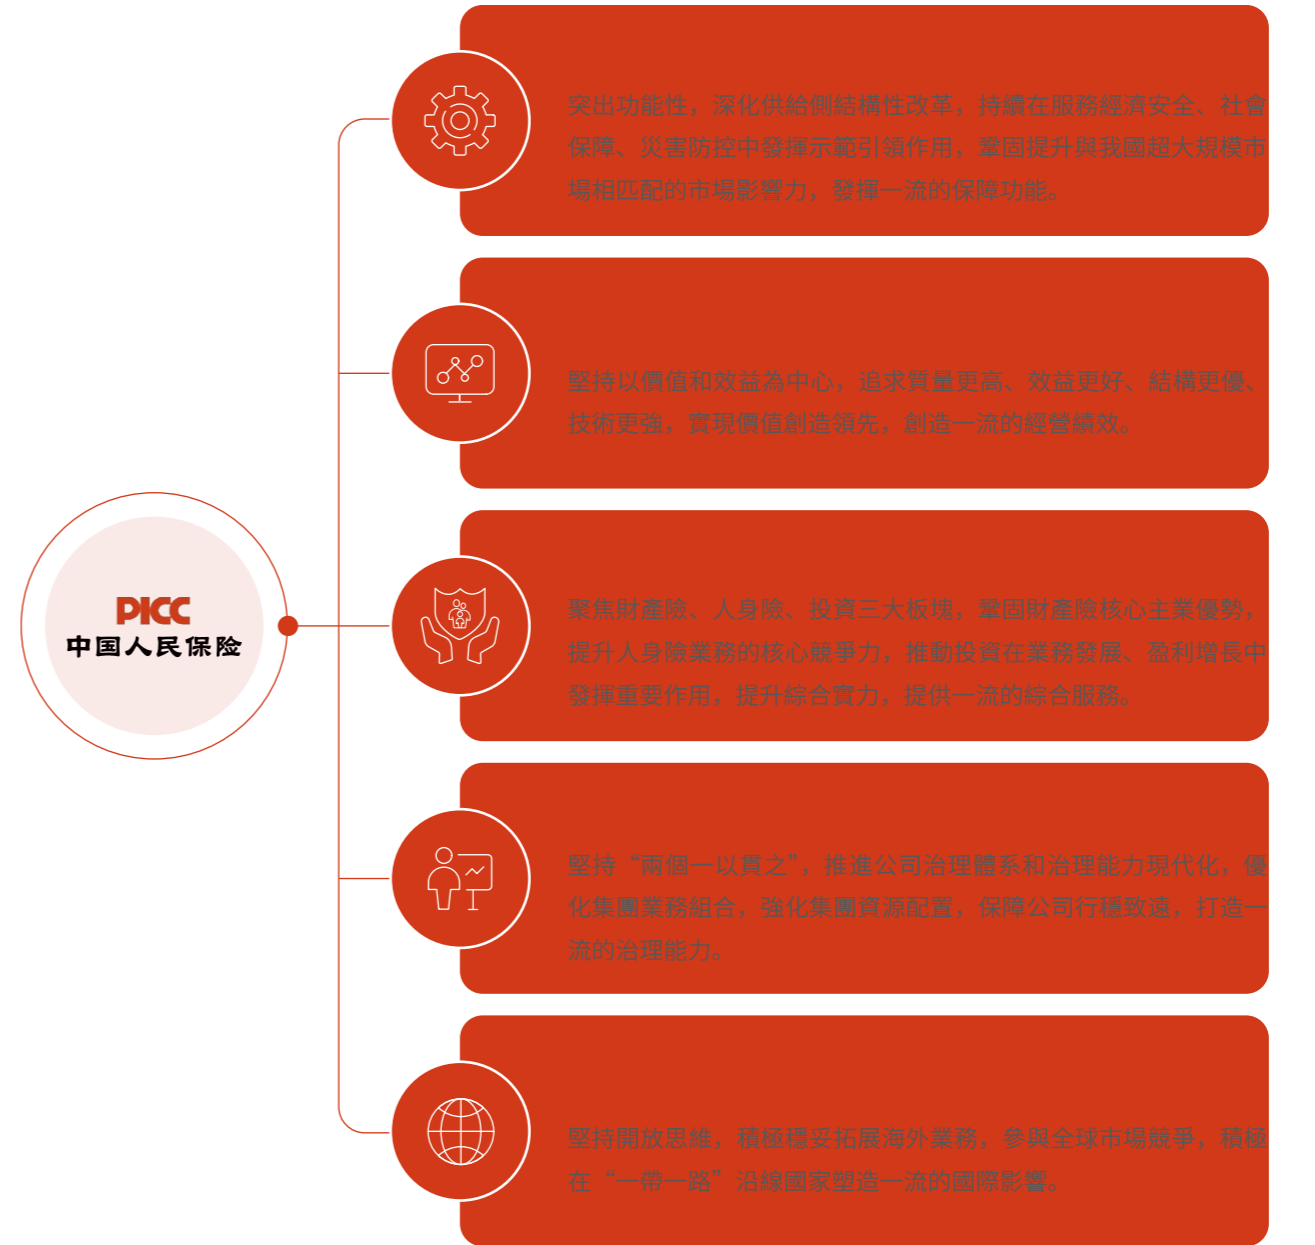 突出功能性，深化供給側結構性改革，持續在服務經濟安全、社會
保障、災害防控中發揮示範引領作用，鞏固提升與我國超大規模市
場相匹配的市場影響力，發揮一流的保障功能。
堅持以價值和效益為中心，追求質量更高、效益更好、結構更優、
技術更強，實現價值創造領先，創造一流的經營績效。
PICC
中国人民保险
聚焦財產險、人身險、投資三大板塊，鞏固財產險核心主業優勢，
提升人身險業務的核心競爭力，推動投資在業務發展、盈利增長中
發揮重要作用，提升綜合實力，提供一流的綜合服務。
堅持“兩個一以貫之”，推進公司治理體系和治理能力現代化，優
化集團業務組合，強化集團資源配置，保障公司行穩致遠，打造一
流的治理能力。
堅持開放思維，積極穩妥拓展海外業務，參與全球市場競爭，積極
在“一帶一路”沿線國家塑造一流的國際影響。